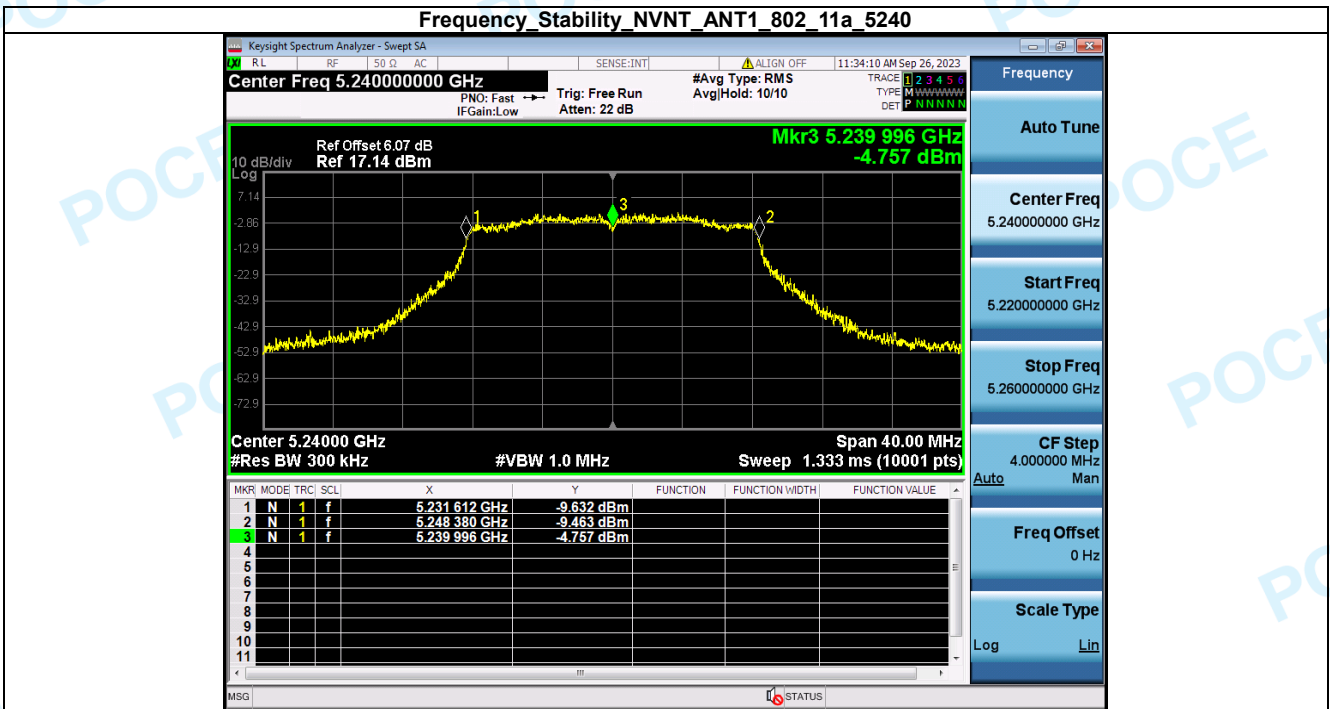 Frequency_Stability_NVNT_ANT1_802_11a_5240
Keysight Spectrum Analyzer - Swept SA
LXI RL RF 50 Ω AC SENSE:INT ALIGN OFF 11:34:10 AM Sep 26, 2023
Center Freq 5.240000000 GHz
PNO: Fast
IFGain:Low
Trig: Free Run
Atten: 22 dB
#Avg Type: RMS
Avg|Hold: 10/10
TRACE 1 2 3 4 5 6
TYPE M WWWWW
DET P N N N N N
Ref Offset 6.07 dB
10 dB/div Ref 17.14 dBm
Log
Mkr3 5.239 996 GHz
-4.757 dBm
7.14
-2.86
-12.9
-22.9
-32.9
-42.9
-52.9
-62.9
-72.9
1
3
2
Center 5.24000 GHz Span 40.00 MHz
#Res BW 300 kHz #VBW 1.0 MHz Sweep 1.333 ms (10001 pts)
MKR MODE TRC SCL X Y FUNCTION FUNCTION WIDTH FUNCTION VALUE
1 N 1 f 5.231 612 GHz -9.632 dBm
2 N 1 f 5.248 380 GHz -9.463 dBm
3 N 1 f 5.239 996 GHz -4.757 dBm
4
5
6
7
8
9
10
11
MSG STATUS
Frequency
Auto Tune
Center Freq
5.240000000 GHz
Start Freq
5.220000000 GHz
Stop Freq
5.260000000 GHz
CF Step
4.000000 MHz
Auto Man
Freq Offset
0 Hz
Scale Type
Log Lin
POCE
POCE
POCE
POCE